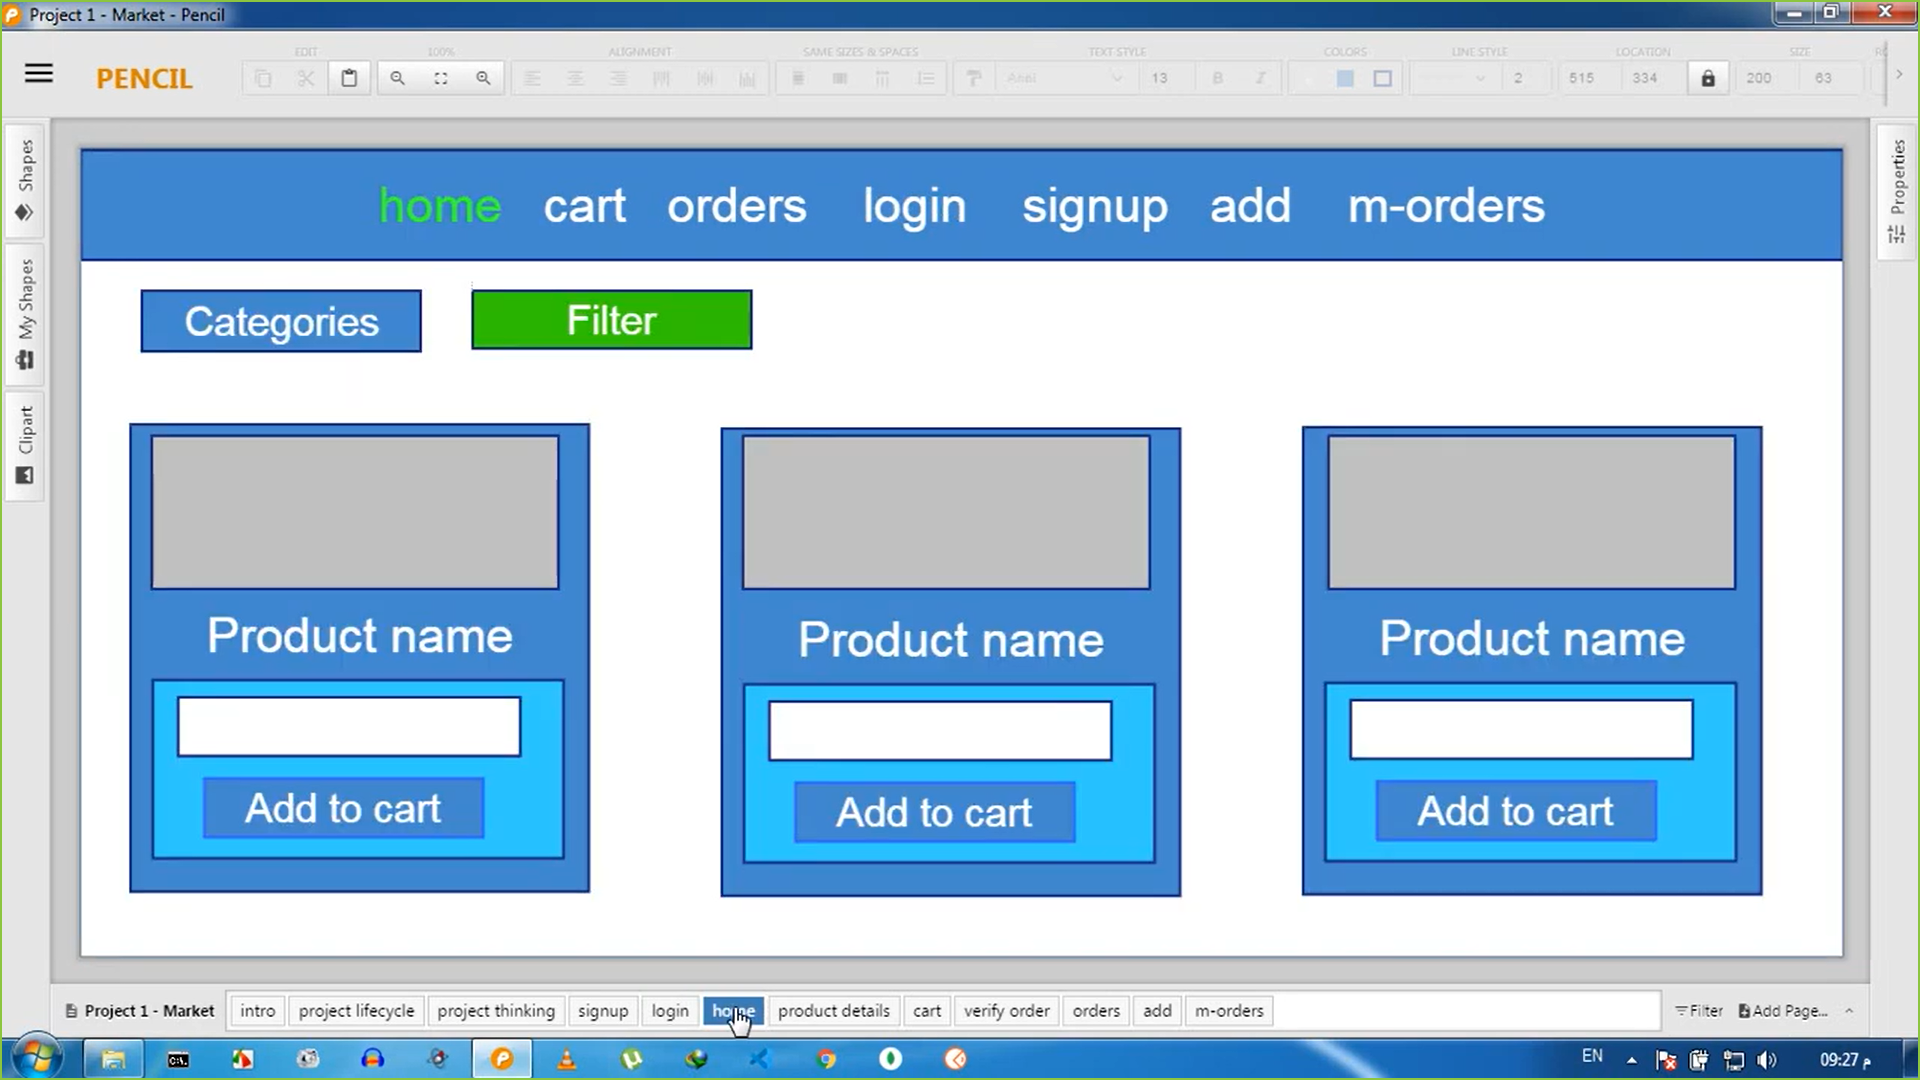 Project 1 - Market - Pencil
EDIT 100% ALIGNMENT SAME SIZES & SPACES TEXT STYLE COLORS LINE STYLE LOCATION SIZE
PENCIL Arial 13 B I 2 515 334 200 63
Shapes
My Shapes
Clipart
Properties
home cart orders login signup add m-orders
Categories Filter
Product name Product name Product name
Add to cart Add to cart Add to cart
Project 1 - Market intro project lifecycle project thinking signup login home product details cart verify order orders add m-orders Filter Add Page...
EN 09:27 م